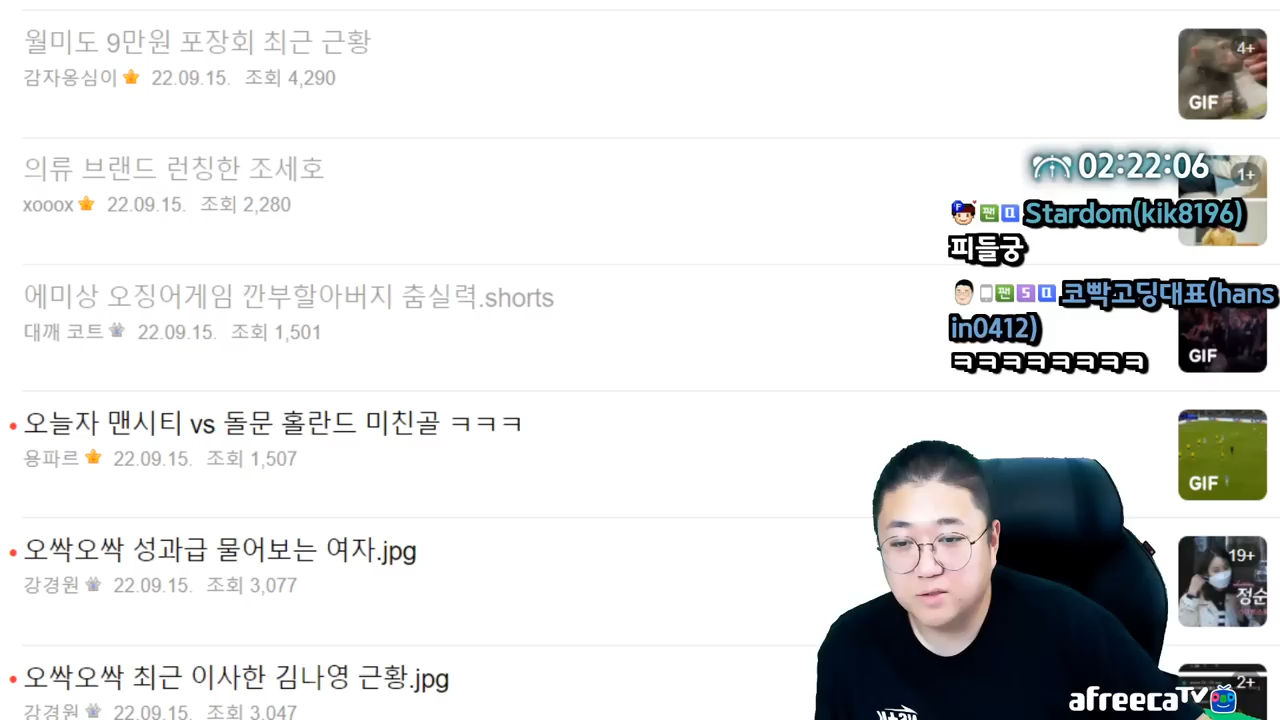 월미도 9만원 포장회 최근 근황
감자옹심이 22.09.15. 조회 4,290
4+
GIF
의류 브랜드 런칭한 조세호
xooox 22.09.15. 조회 2,280
1+
02:22:06
팬 Stardom(kik8196)
피들궁
에미상 오징어게임 깐부할아버지 춤실력.shorts
대깨 코트 22.09.15. 조회 1,501
팬 S 코빡고딩대표(hans
in0412)
ㅋㅋㅋㅋㅋㅋㅋㅋ
GIF
오늘자 맨시티 vs 돌문 홀란드 미친골 ㅋㅋㅋ
용파르 22.09.15. 조회 1,507
GIF
오싹오싹 성과급 물어보는 여자.jpg
강경원 22.09.15. 조회 3,077
19+
정순
오싹오싹 최근 이사한 김나영 근황.jpg
강경원 22.09.15. 조회 3,047
2+
afreecaTV